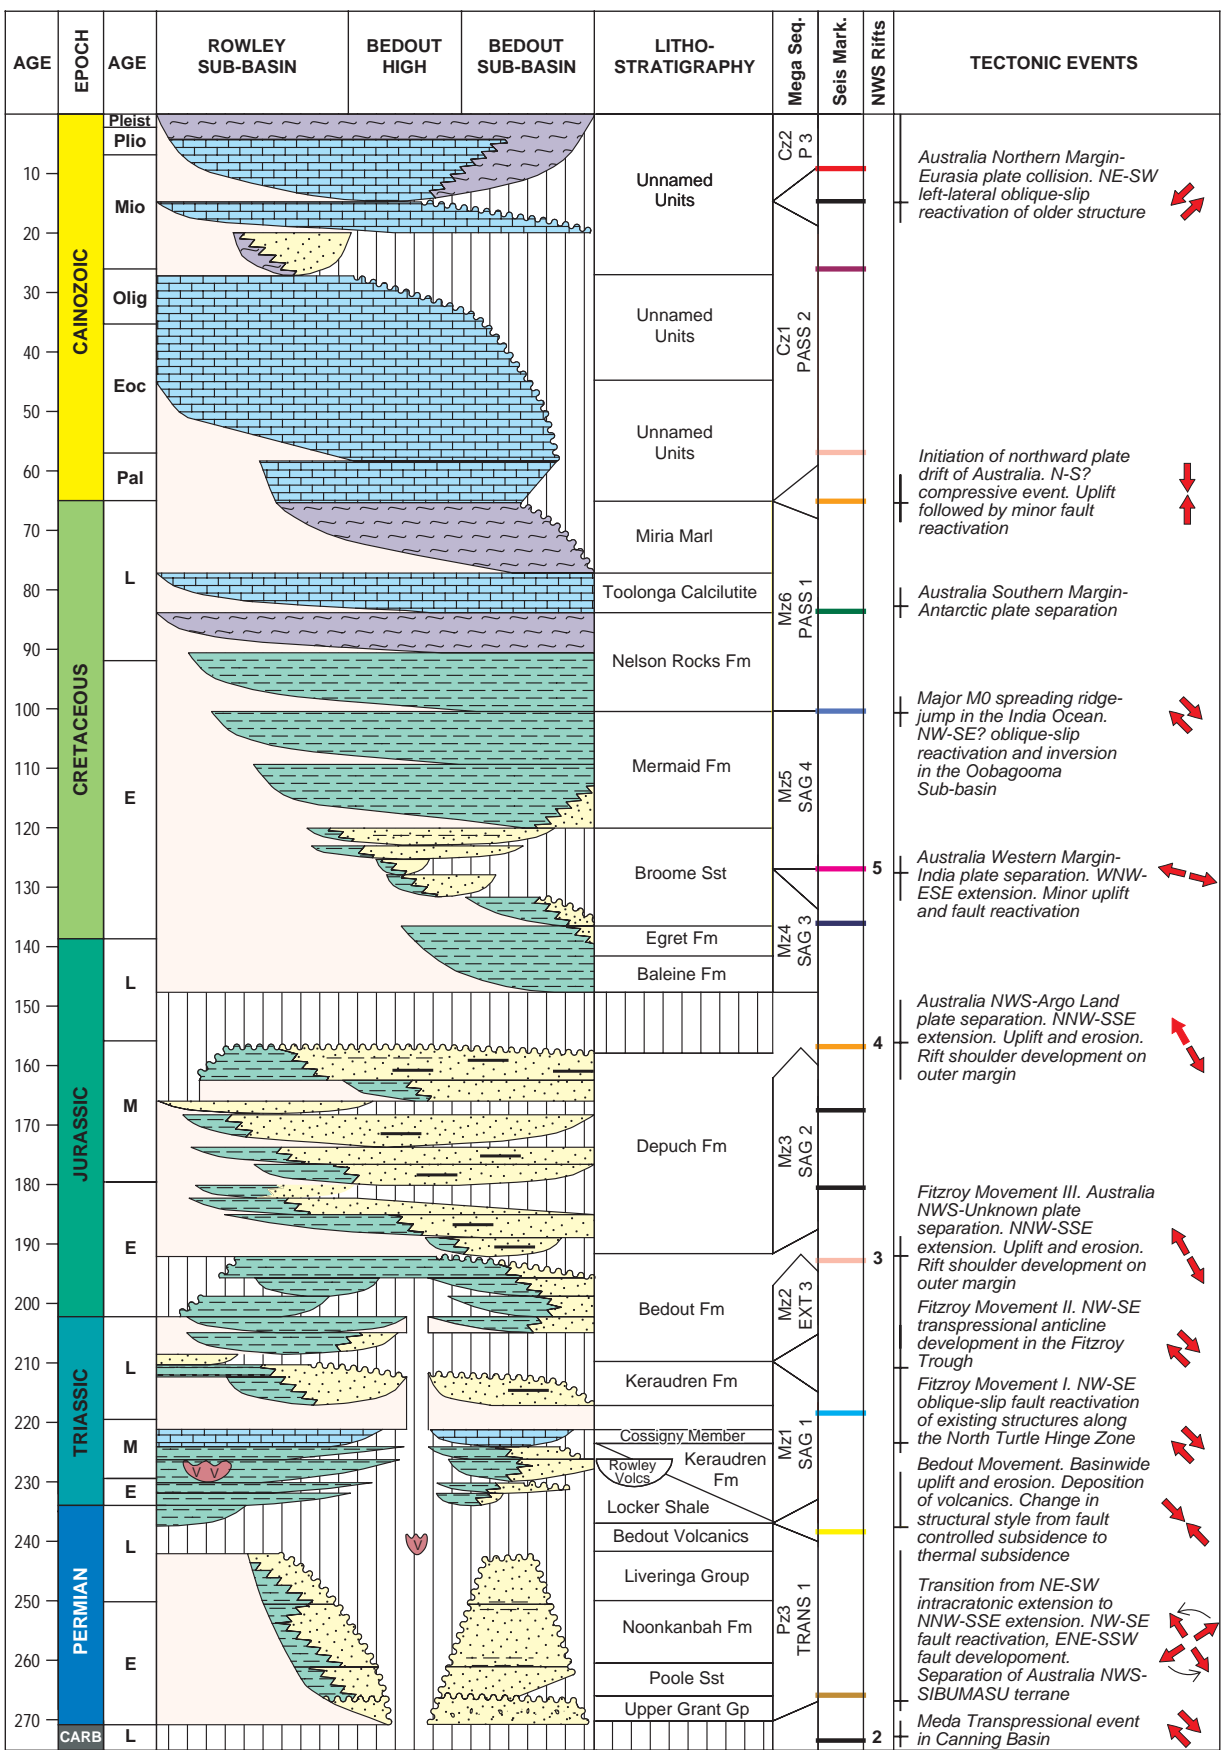 AGE
EPOCH
AGE
ROWLEY
SUB-BASIN
BEDOUT
HIGH
BEDOUT
SUB-BASIN
LITHO-
STRATIGRAPHY
Mega Seq.
Seis Mark.
NWS Rifts
TECTONIC EVENTS
10
20
30
40
50
60
70
80
90
100
110
120
130
140
150
160
170
180
190
200
210
220
230
240
250
260
270
CAINOZOIC
CRETACEOUS
JURASSIC
TRIASSIC
PERMIAN
CARB
Pleist
Plio
Mio
Olig
Eoc
Pal
L
E
L
M
E
L
M
E
L
E
L
V V
V
Unnamed
Units
Unnamed
Units
Unnamed
Units
Miria Marl
Toolonga Calcilutite
Nelson Rocks Fm
Mermaid Fm
Broome Sst
Egret Fm
Baleine Fm
Depuch Fm
Bedout Fm
Keraudren Fm
Cossigny Member
Rowley
Volcs
Keraudren
Fm
Locker Shale
Bedout Volcanics
Liveringa Group
Noonkanbah Fm
Poole Sst
Upper Grant Gp
Cz2
P 3
Cz1
PASS 2
Mz6
PASS 1
Mz5
SAG 4
Mz4
SAG 3
Mz3
SAG 2
Mz2
EXT 3
Mz1
SAG 1
Pz3
TRANS 1
5
4
3
2
Australia Northern Margin-
Eurasia plate collision. NE-SW
left-lateral oblique-slip
reactivation of older structure
Initiation of northward plate
drift of Australia. N-S?
compressive event. Uplift
followed by minor fault
reactivation
Australia Southern Margin-
Antarctic plate separation
Major M0 spreading ridge-
jump in the India Ocean.
NW-SE? oblique-slip
reactivation and inversion
in the Oobagooma
Sub-basin
Australia Western Margin-
India plate separation. WNW-
ESE extension. Minor uplift
and fault reactivation
Australia NWS-Argo Land
plate separation. NNW-SSE
extension. Uplift and erosion.
Rift shoulder development on
outer margin
Fitzroy Movement III. Australia
NWS-Unknown plate
separation. NNW-SSE
extension. Uplift and erosion.
Rift shoulder development on
outer margin
Fitzroy Movement II. NW-SE
transpressional anticline
development in the Fitzroy
Trough
Fitzroy Movement I. NW-SE
oblique-slip fault reactivation
of existing structures along
the North Turtle Hinge Zone
Bedout Movement. Basinwide
uplift and erosion. Deposition
of volcanics. Change in
structural style from fault
controlled subsidence to
thermal subsidence
Transition from NE-SW
intracratonic extension to
NNW-SSE extension. NW-SE
fault reactivation, ENE-SSW
fault developoment.
Separation of Australia NWS-
SIBUMASU terrane
Meda Transpressional event
in Canning Basin